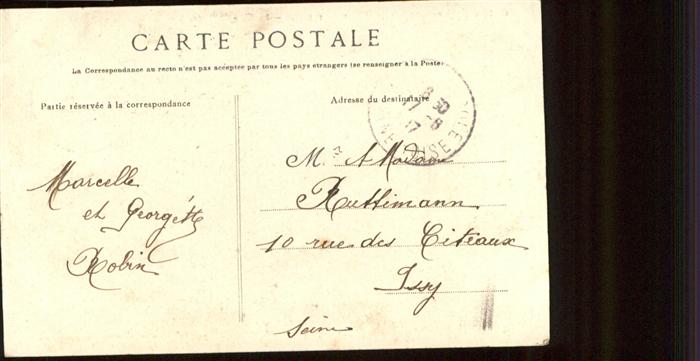 CARTE POSTALE
La Correspondance au recto n'est pas acceptée par tous les pays étrangers (se renseigner à la Poste)
Partie réservée à la correspondance
Marcelle
et Georgette
Robin
Adresse du destinataire
M. & Madame
Ruttimann
10 rue des Citeaux
Issy
Seine